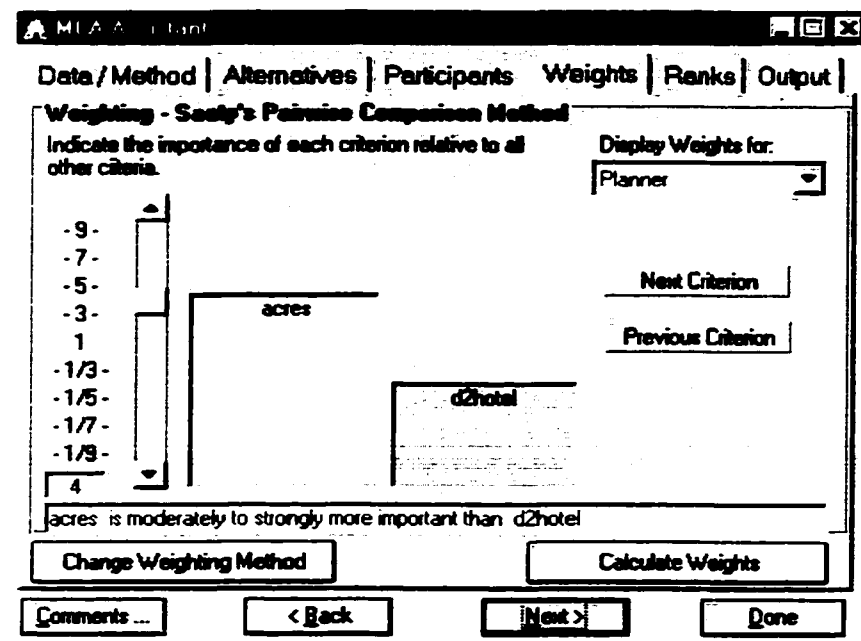 Data / Method Alternatives Participants Weights Ranks Output
Weighting - Saaty's Pairwise Comparison Method
Indicate the importance of each criterion relative to all
other criteria.
Display Weights for:
Planner
- 9 -
- 7 -
- 5 -
- 3 -
1
- 1/3 -
- 1/5 -
- 1/7 -
- 1/9 -
4
acres
d2hotel
Next Criterion
Previous Criterion
acres is moderately to strongly more important than d2hotel
Change Weighting Method Calculate Weights
Comments ... < Back Next > Done